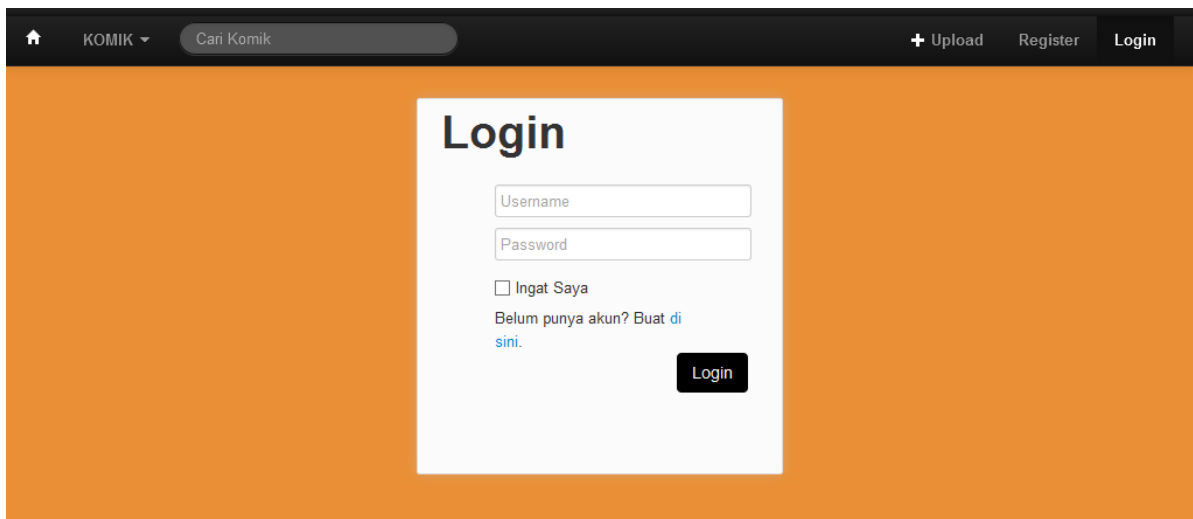 KOMIK
Cari Komik
Upload
Register
Login
Login
Username
Password
Ingat Saya
Belum punya akun? Buat di
sini.
Login